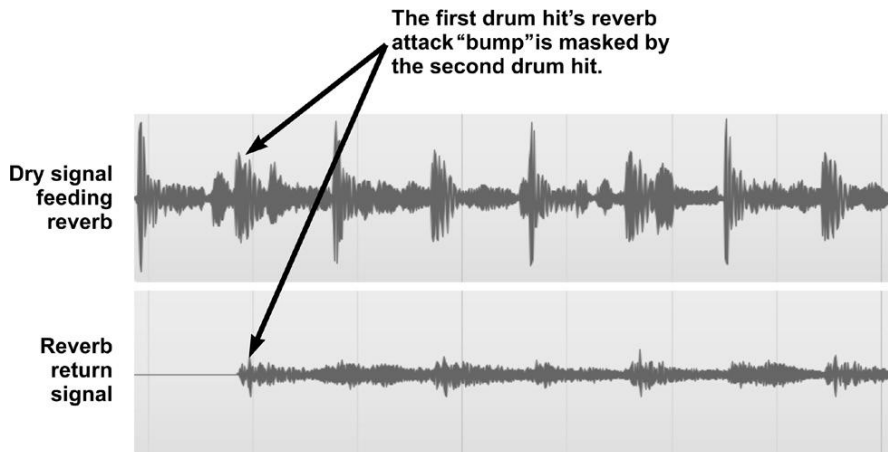 The first drum hit's reverb
attack “bump” is masked by
the second drum hit.
Dry signal
feeding
reverb
Reverb
return
signal